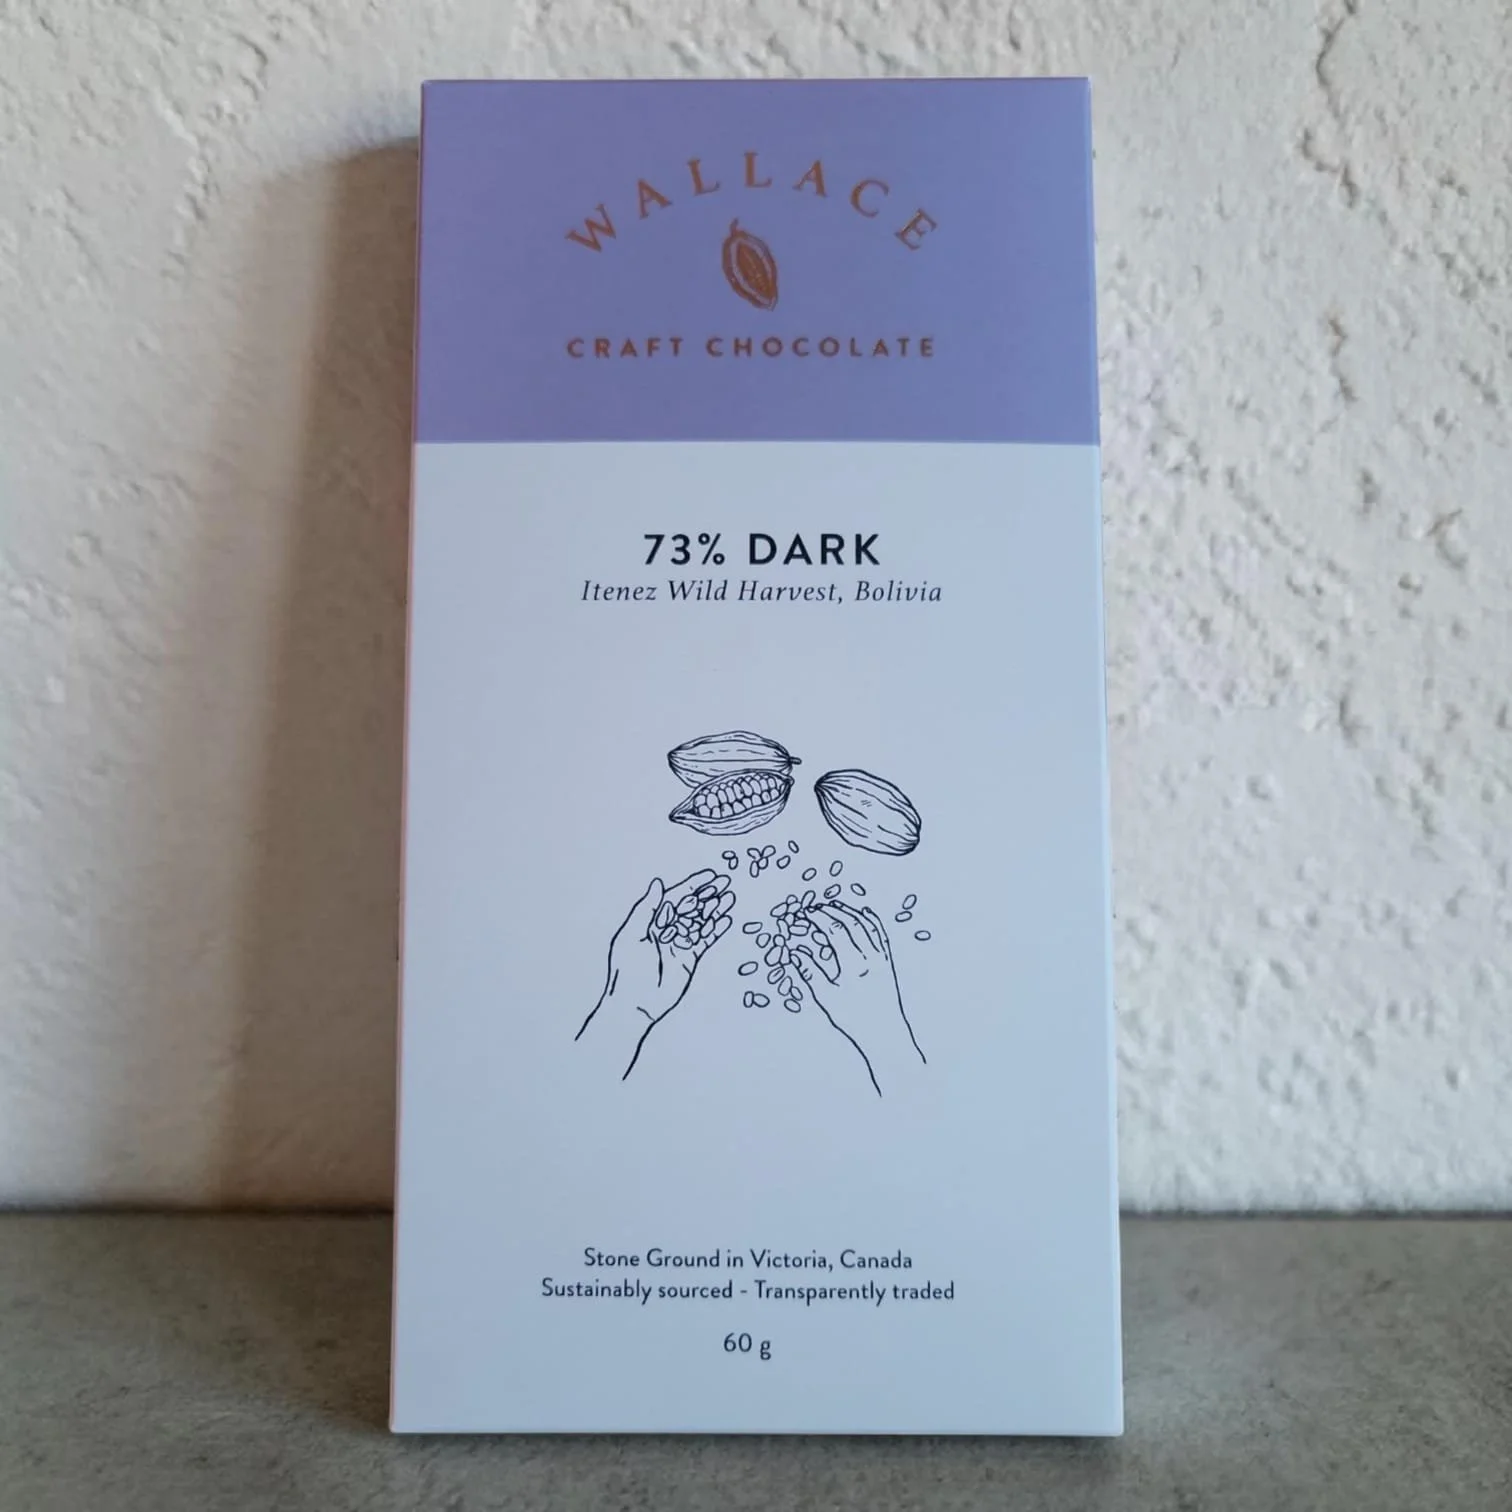 WALLACE
CRAFT CHOCOLATE
73% DARK
Itenez Wild Harvest, Bolivia
Stone Ground in Victoria, Canada
Sustainably sourced - Transparently traded
60 g